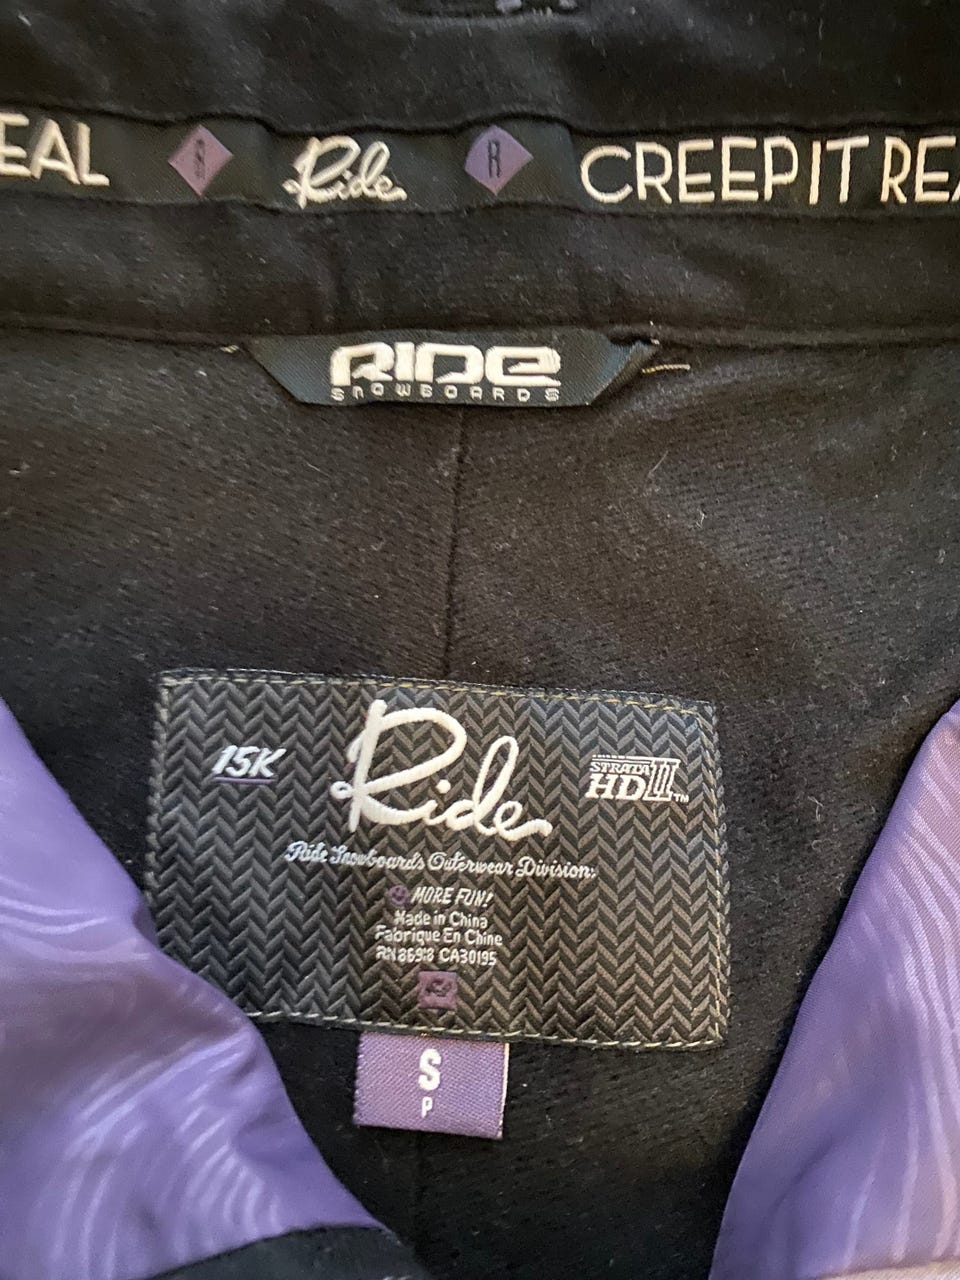 EAL R Ride R CREEPIT REA
RIDE
SNOWBOARDS
15K
Ride
STRATA
HD II™
Ride Snowboards Outerwear Division:
MORE FUN!
Made in China
Fabrique En Chine
RN 86918 CA30195
S
P